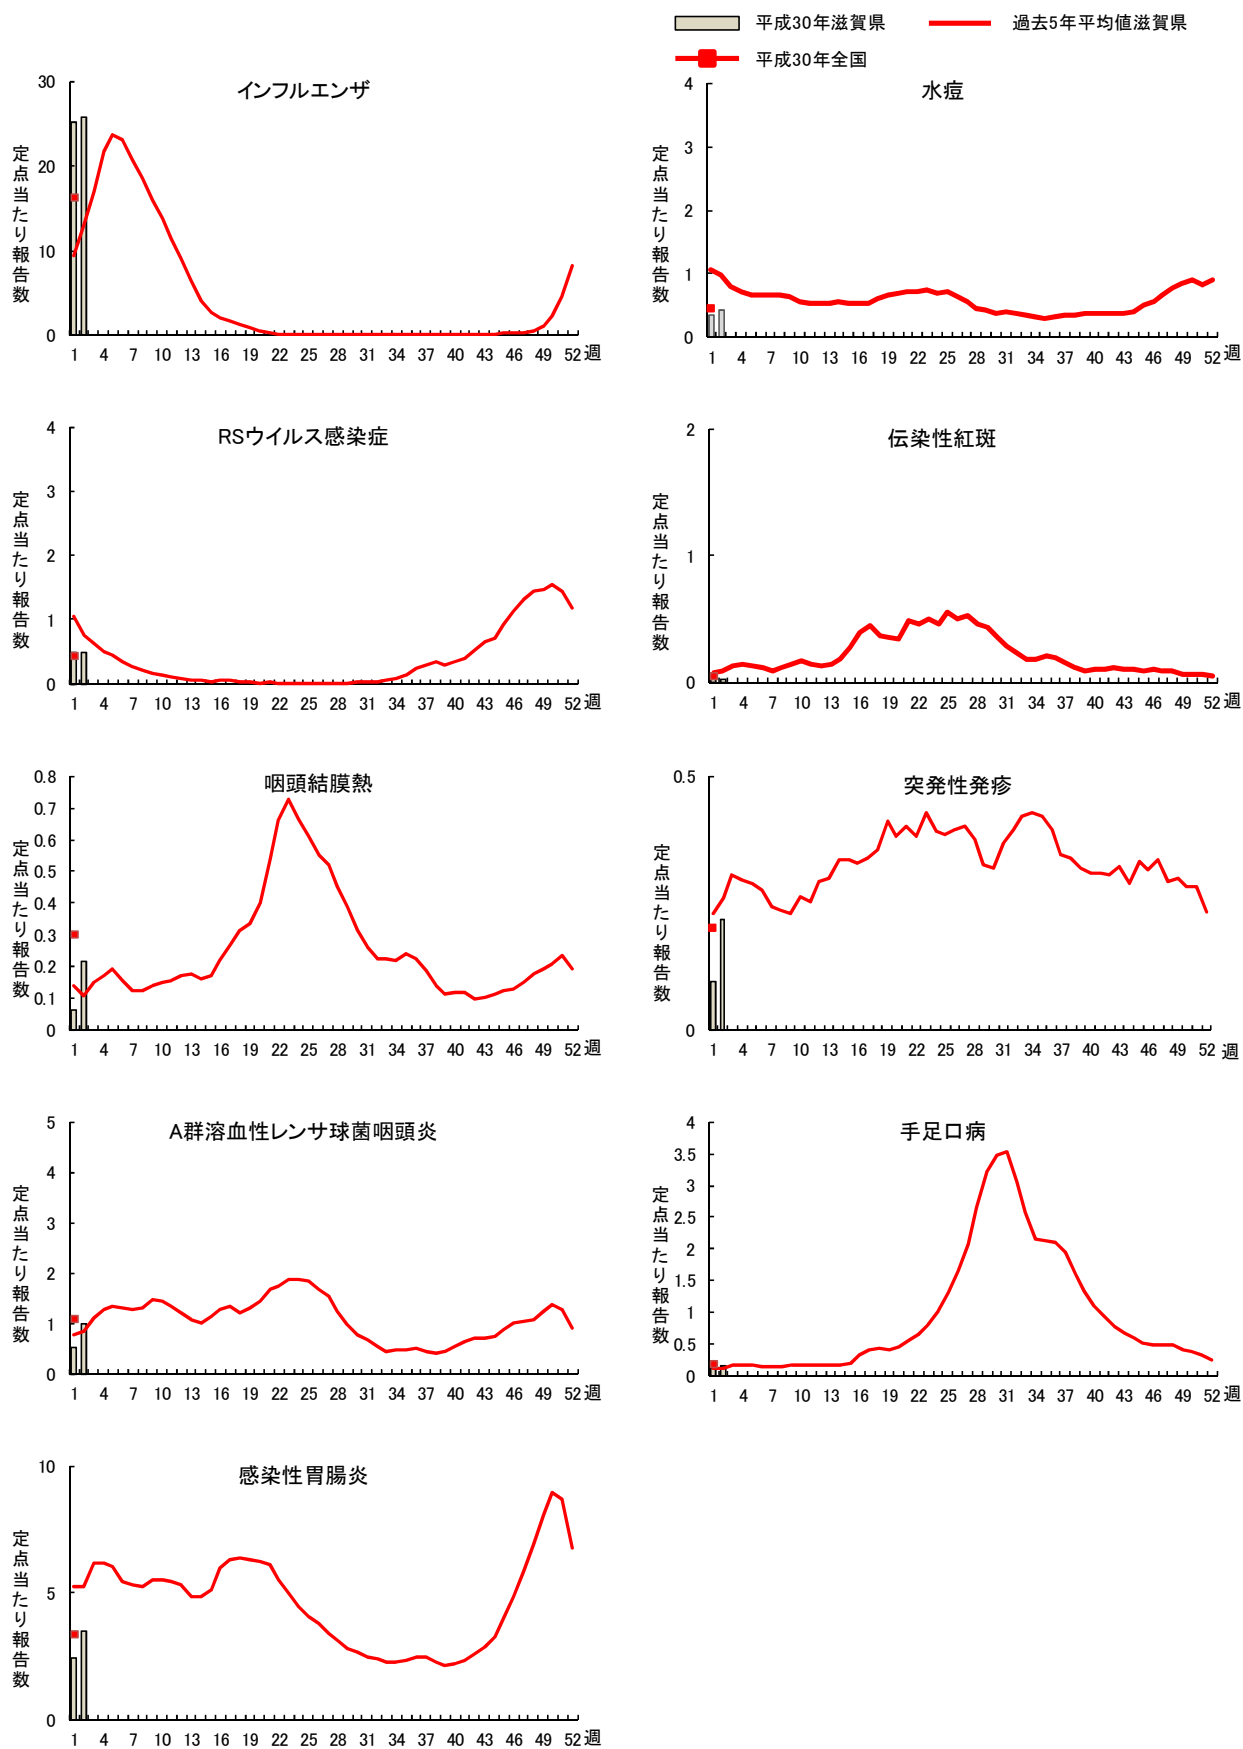 平成30年滋賀県 過去5年平均値滋賀県
平成30年全国
インフルエンザ
定点当たり報告数
30
20
10
0
1 4 7 10 13 16 19 22 25 28 31 34 37 40 43 46 49 52 週
水痘
定点当たり報告数
4
3
2
1
0
1 4 7 10 13 16 19 22 25 28 31 34 37 40 43 46 49 52 週
RSウイルス感染症
定点当たり報告数
4
3
2
1
0
1 4 7 10 13 16 19 22 25 28 31 34 37 40 43 46 49 52 週
伝染性紅斑
定点当たり報告数
2
1
0
1 4 7 10 13 16 19 22 25 28 31 34 37 40 43 46 49 52 週
咽頭結膜熱
定点当たり報告数
0.8
0.7
0.6
0.5
0.4
0.3
0.2
0.1
0
1 4 7 10 13 16 19 22 25 28 31 34 37 40 43 46 49 52 週
突発性発疹
定点当たり報告数
0.5
0
1 4 7 10 13 16 19 22 25 28 31 34 37 40 43 46 49 52 週
A群溶血性レンサ球菌咽頭炎
定点当たり報告数
5
4
3
2
1
0
1 4 7 10 13 16 19 22 25 28 31 34 37 40 43 46 49 52 週
手足口病
定点当たり報告数
4
3.5
3
2.5
2
1.5
1
0.5
0
1 4 7 10 13 16 19 22 25 28 31 34 37 40 43 46 49 52 週
感染性胃腸炎
定点当たり報告数
10
5
0
1 4 7 10 13 16 19 22 25 28 31 34 37 40 43 46 49 52 週